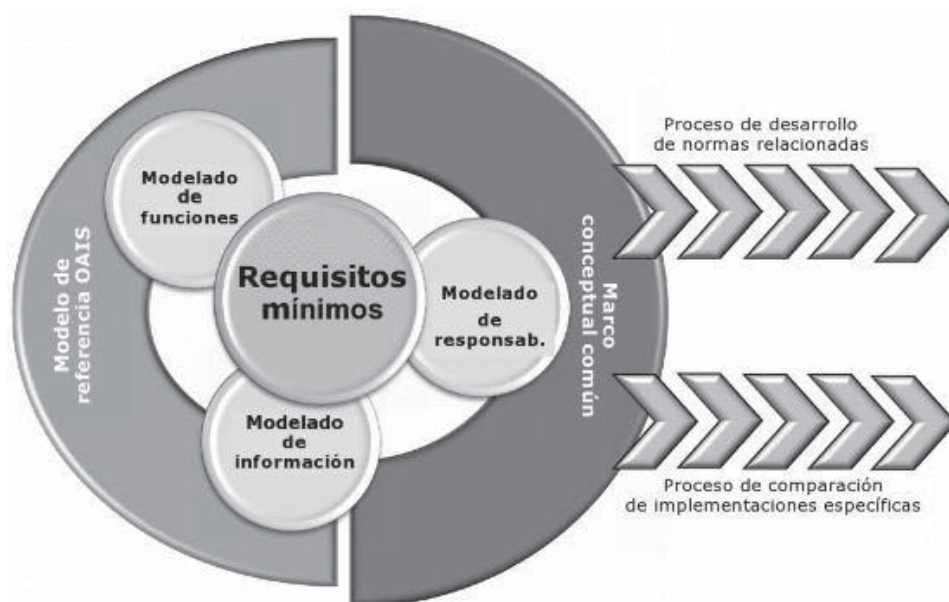 Proceso de desarrollo
de normas relacionadas
Modelado
de
funciones
Modelo de
referencia OAIS
Requisitos
mínimos
Modelado
de
responsab.
Marco
conceptual común
Modelado
de
información
Proceso de comparación
de implementaciones específicas